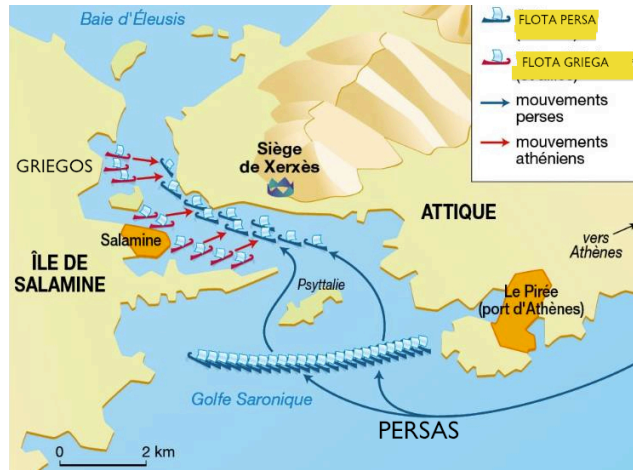 Baie d'Éleusis
FLOTA PERSA
FLOTA GRIEGA
mouvements
perses
mouvements
athéniens
GRIEGOS
Siège
de Xerxès
ATTIQUE
vers
Athènes
Salamine
ÎLE DE
SALAMINE
Psyttalie
Le Pirée
(port d'Athènes)
Golfe Saronique
PERSAS
0 2 km